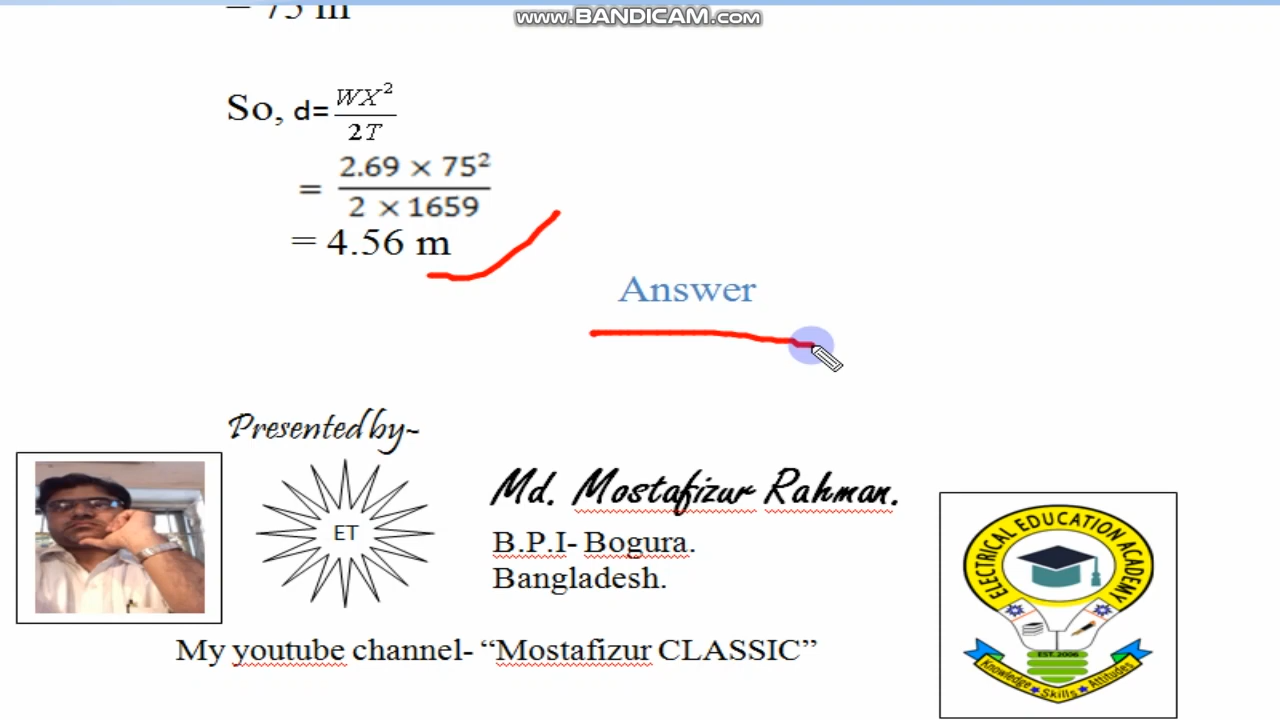 = 75 m
www.BANDICAM.com
So, d= WX²
2T
= 2.69 × 75²
2 × 1659
= 4.56 m
Answer
Presented by-
ET
Md. Mostafizur Rahman.
B.P.I- Bogura.
Bangladesh.
My youtube channel- “Mostafizur CLASSIC”
ELECTRICAL EDUCATION ACADEMY
EST. 2006
Knowledge Skills Attitudes